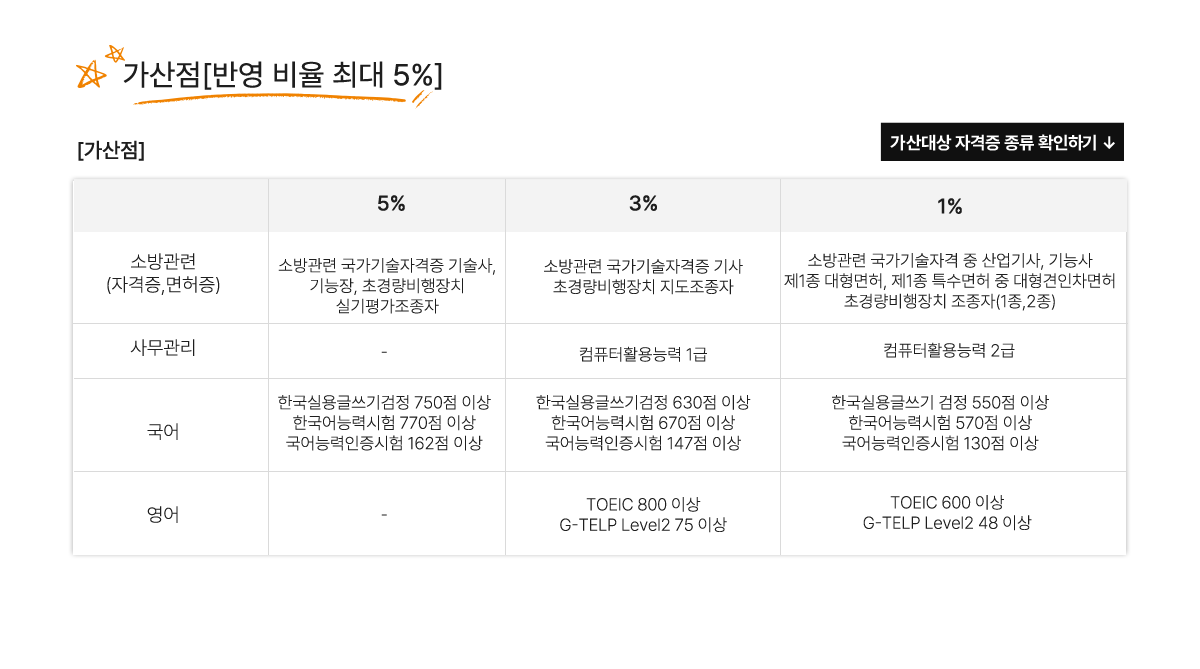 가산점[반영 비율 최대 5%]
[가산점]
가산대상 자격증 종류 확인하기 ↓
5%
3%
1%
소방관련
(자격증,면허증)
소방관련 국가기술자격증 기술사,
기능장, 초경량비행장치
실기평가조종자
소방관련 국가기술자격증 기사
초경량비행장치 지도조종자
소방관련 국가기술자격 중 산업기사, 기능사
제1종 대형면허, 제1종 특수면허 중 대형견인차면허
초경량비행장치 조종자(1종,2종)
사무관리
-
컴퓨터활용능력 1급
컴퓨터활용능력 2급
국어
한국실용글쓰기검정 750점 이상
한국어능력시험 770점 이상
국어능력인증시험 162점 이상
한국실용글쓰기검정 630점 이상
한국어능력시험 670점 이상
국어능력인증시험 147점 이상
한국실용글쓰기 검정 550점 이상
한국어능력시험 570점 이상
국어능력인증시험 130점 이상
영어
-
TOEIC 800 이상
G-TELP Level2 75 이상
TOEIC 600 이상
G-TELP Level2 48 이상